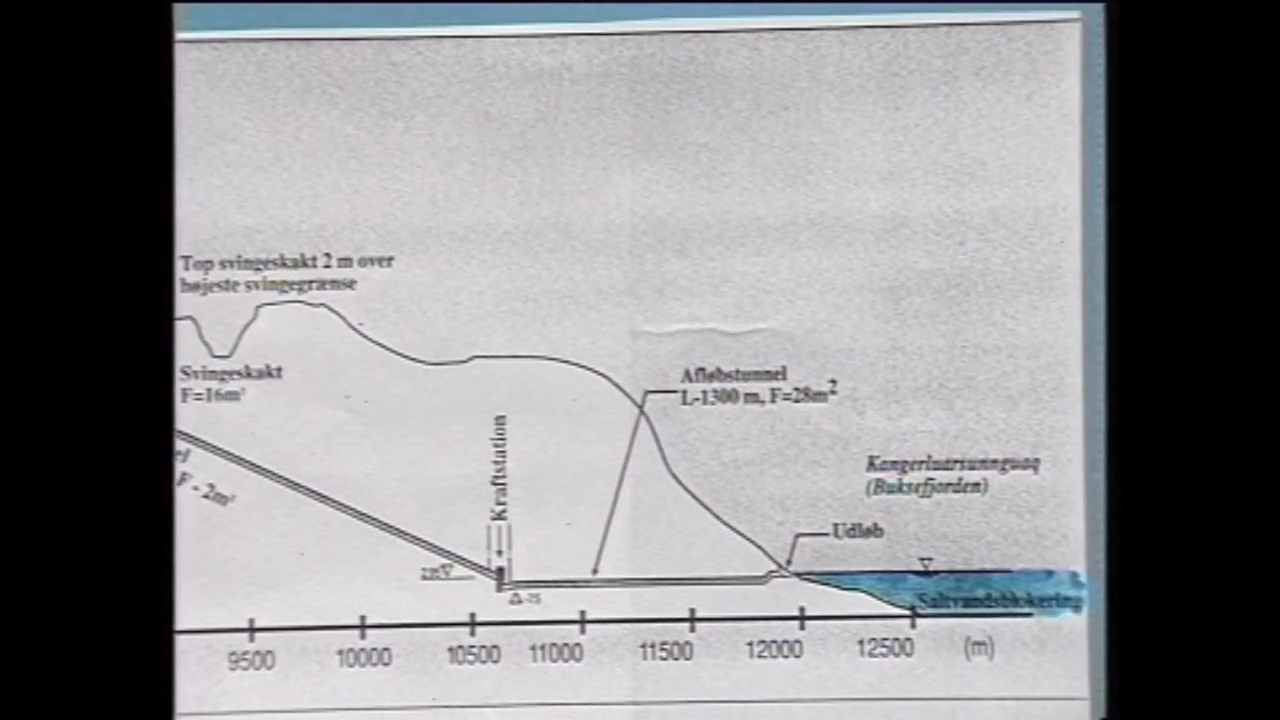 Top svingeskakt 2 m over
højeste svingegrænse
Svingeskakt
F=16m²
F - 2m²
Kraftstation
Afløbstunnel
L-1300 m, F=28m²
Kangerluarsunnguaq
(Buksefjorden)
Udløb
Saltvandsblokering
9500 10000 10500 11000 11500 12000 12500 (m)